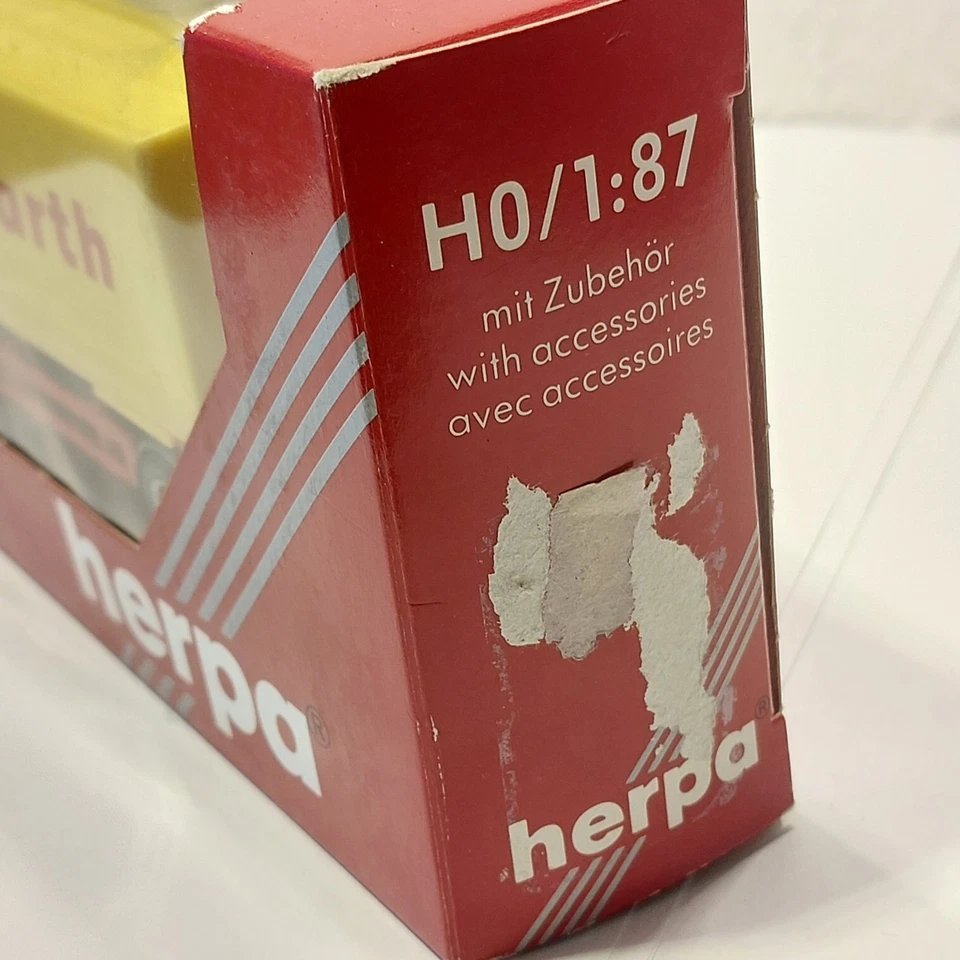 arth
herpa®
H0/1:87
mit Zubehör
with accessories
avec accessoires
herpa®